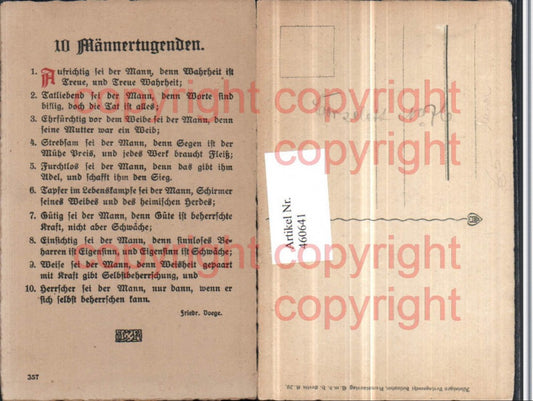 10 Männertugenden.
1. Aufrichtig sei der Mann, denn Wahrheit ist
Treue, und Treue Wahrheit;
2. Tatliebend sei der Mann, denn Worte sind
billig, doch die Tat ist alles;
3. Ehrfürchtig vor dem Weibe sei der Mann, denn
seine Mutter war ein Weib;
4. Strebsam sei der Mann, denn Segen ist der
Mühe Preis, und jedes Werk braucht Fleiß;
5. Furchtlos sei der Mann, denn das gibt ihm
Adel, und schafft ihm den Sieg.
6. Tapfer im Lebenskampfe sei der Mann, Schirmer
seines Weibes und des heimischen Herdes;
7. Gütig sei der Mann, denn Güte ist beherrschte
Kraft, nicht aber Schwäche;
8. Einsichtig sei der Mann, denn sinnloses Be-
harren ist Eigensinn, und Eigensinn ist Schwäche;
9. Weise sei der Mann, denn Weisheit gepaart
mit Kraft gibt Selbstbeherrschung, und
10. Herrscher sei der Mann, nur dann, wenn er
sich selbst beherrschen kann.
Friedr. Doege.
357
Artikel Nr.
460641
copyright
copyright
copyright
copyright
copyright
copyright
copyright
copyright